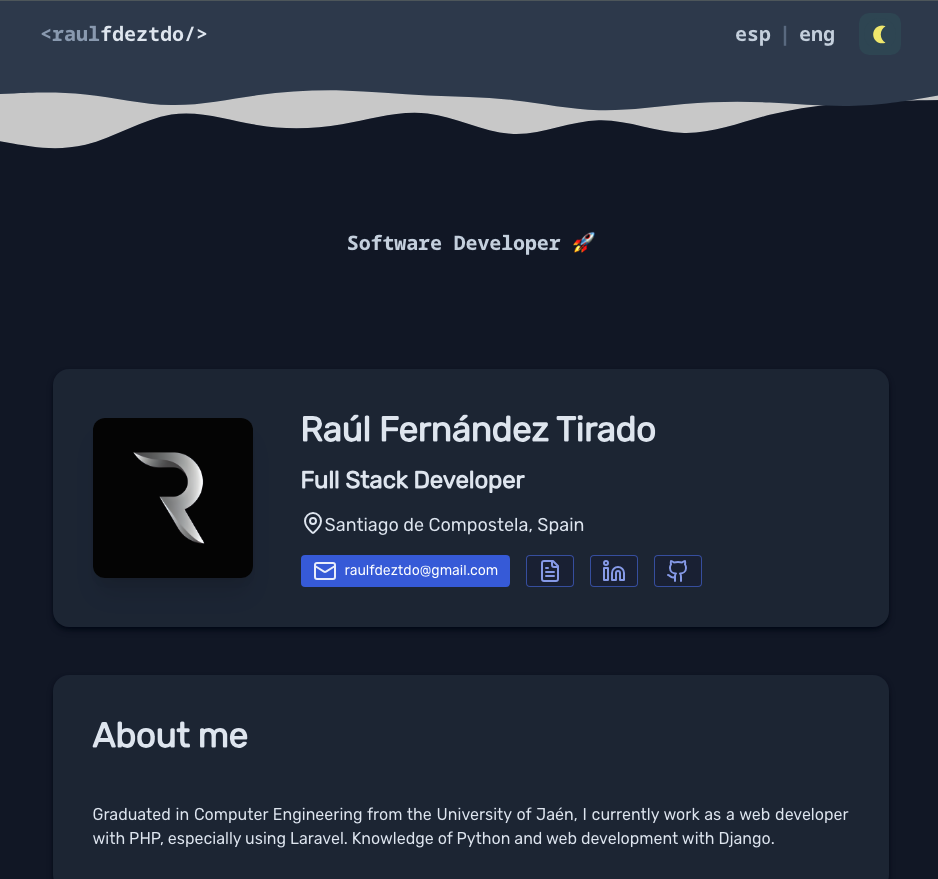 <raulfdeztdo/>
esp | eng
Software Developer 🚀
Raúl Fernández Tirado
Full Stack Developer
Santiago de Compostela, Spain
raulfdeztdo@gmail.com
About me
Graduated in Computer Engineering from the University of Jaén, I currently work as a web developer
with PHP, especially using Laravel. Knowledge of Python and web development with Django.